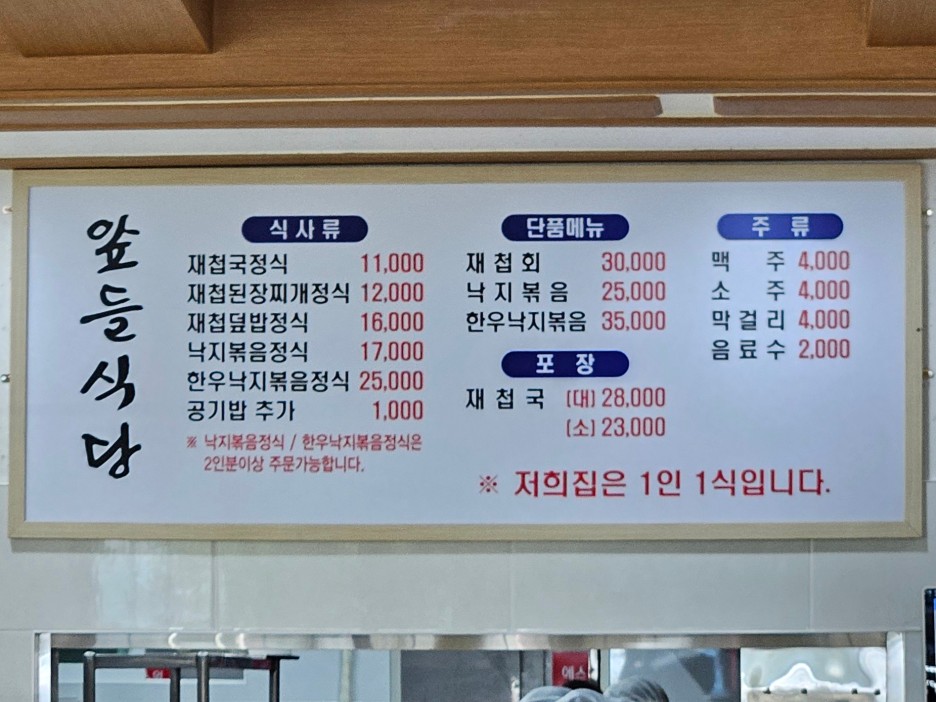 앞들식당
식사류
재첩국정식 11,000
재첩된장찌개정식 12,000
재첩덮밥정식 16,000
낙지볶음정식 17,000
한우낙지볶음정식 25,000
공기밥 추가 1,000
※ 낙지볶음정식 / 한우낙지볶음정식은
2인분이상 주문가능합니다.
단품메뉴
재첩회 30,000
낙지볶음 25,000
한우낙지볶음 35,000
포장
재첩국 (대) 28,000
(소) 23,000
주류
맥주 4,000
소주 4,000
막걸리 4,000
음료수 2,000
※ 저희집은 1인 1식입니다.
에스